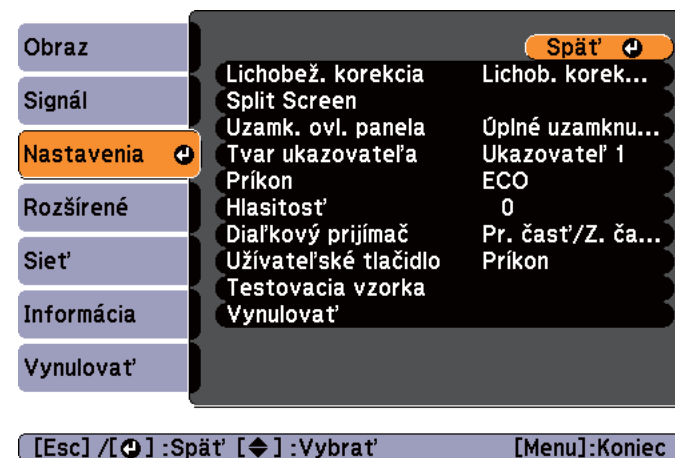 Obraz
Signál
Nastavenia
Rozšírené
Sieť
Informácia
Vynulovať
Späť
Lichobež. korekcia Lichob. korek...
Split Screen
Uzamk. ovl. panela Úplné uzamknu...
Tvar ukazovateľa Ukazovateľ 1
Príkon ECO
Hlasitosť 0
Diaľkový prijímač Pr. časť/Z. ča...
Užívateľské tlačidlo Príkon
Testovacia vzorka
Vynulovať
[Esc] /[ ] :Späť [ ] :Vybrať [Menu]:Koniec